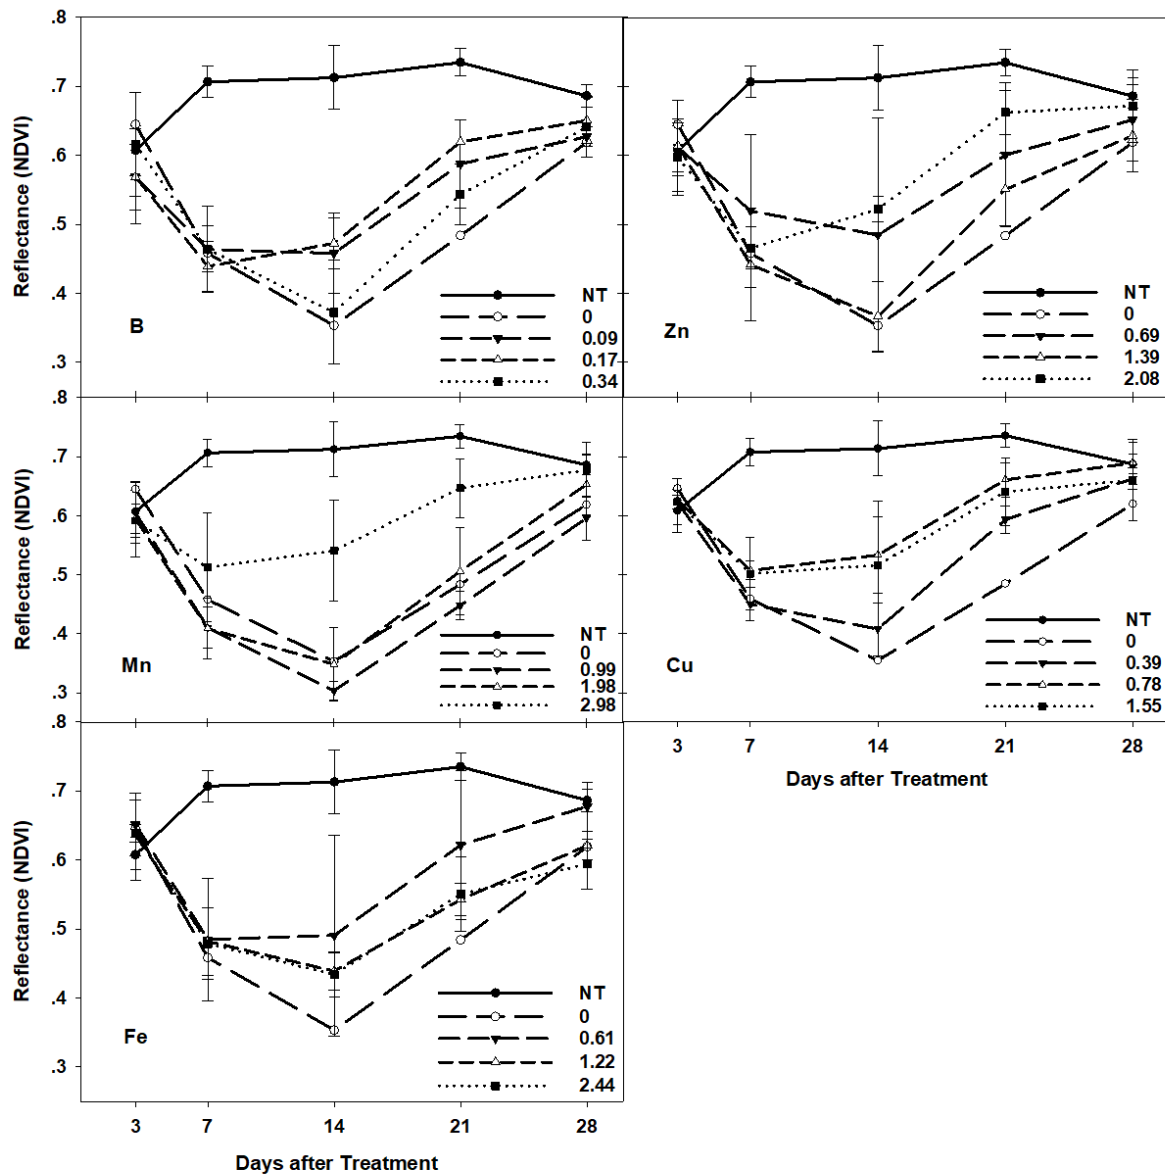 .8
.7
.6
.5
.4
.3
Reflectance (NDVI)
B
NT
0
0.09
0.17
0.34
Zn
NT
0
0.69
1.39
2.08
.8
.7
.6
.5
.4
.3
Reflectance (NDVI)
Mn
NT
0
0.99
1.98
2.98
Cu
NT
0
0.39
0.78
1.55
3 7 14 21 28
Days after Treatment
.8
.7
.6
.5
.4
.3
Reflectance (NDVI)
Fe
NT
0
0.61
1.22
2.44
3 7 14 21 28
Days after Treatment